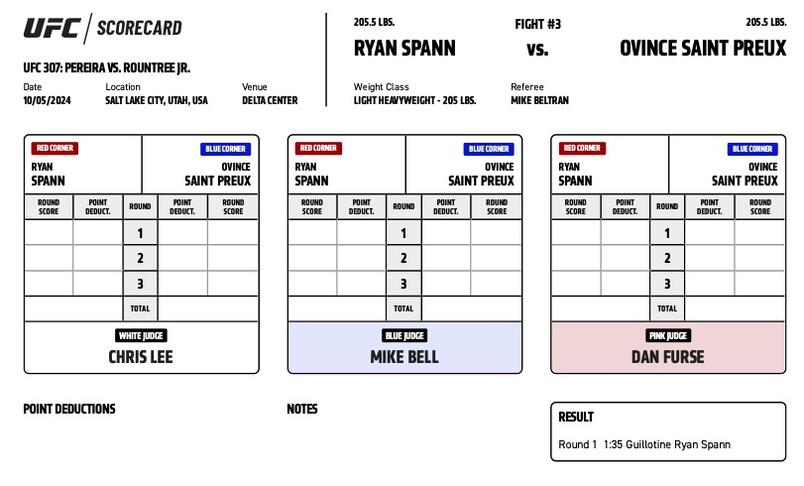 UFC / SCORECARD
UFC 307: PEREIRA VS. ROUNTREE JR.
Date Location Venue
10/05/2024 SALT LAKE CITY, UTAH, USA DELTA CENTER
205.5 LBS. FIGHT #3 205.5 LBS.
RYAN SPANN vs. OVINCE SAINT PREUX
Weight Class Referee
LIGHT HEAVYWEIGHT - 205 LBS. MIKE BELTRAN
RED CORNER BLUE CORNER
RYAN OVINCE
SPANN SAINT PREUX
ROUND POINT ROUND POINT ROUND
SCORE DEDUCT. DEDUCT. SCORE
1
2
3
TOTAL
WHITE JUDGE
CHRIS LEE
RED CORNER BLUE CORNER
RYAN OVINCE
SPANN SAINT PREUX
ROUND POINT ROUND POINT ROUND
SCORE DEDUCT. DEDUCT. SCORE
1
2
3
TOTAL
BLUE JUDGE
MIKE BELL
RED CORNER BLUE CORNER
RYAN OVINCE
SPANN SAINT PREUX
ROUND POINT ROUND POINT ROUND
SCORE DEDUCT. DEDUCT. SCORE
1
2
3
TOTAL
PINK JUDGE
DAN FURSE
POINT DEDUCTIONS
NOTES
RESULT
Round 1 1:35 Guillotine Ryan Spann